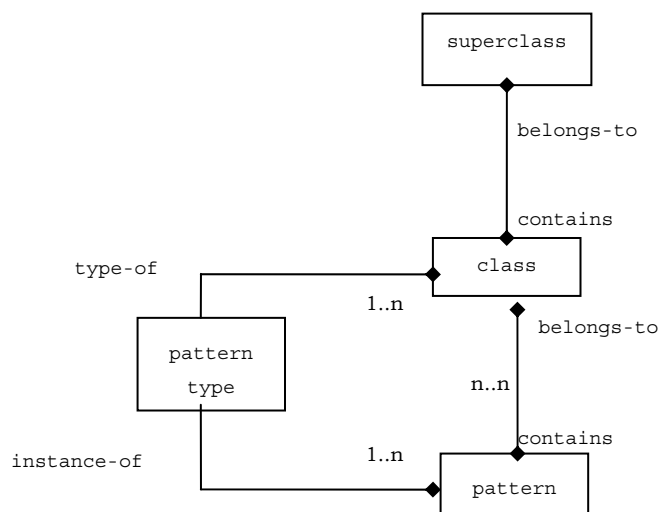 superclass
belongs-to
contains
class
type-of
1..n
belongs-to
pattern
type
n..n
contains
1..n
instance-of
pattern